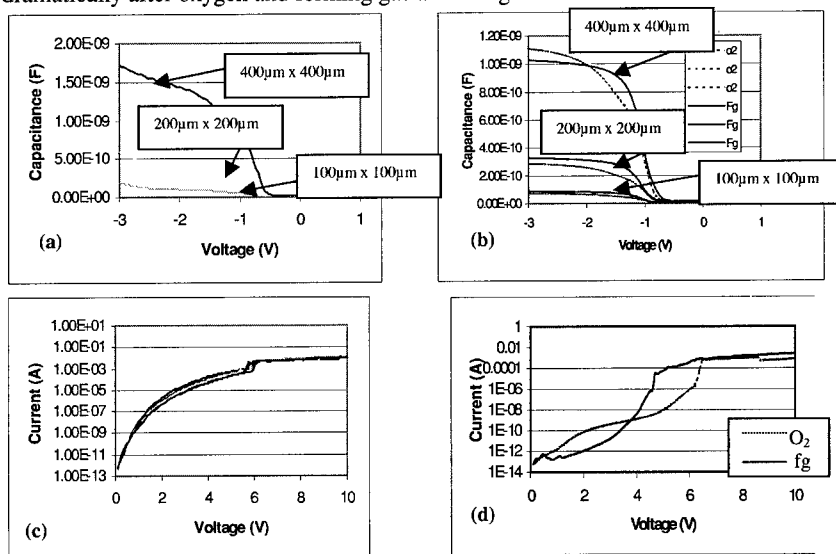 dramatically after oxygen and forming gas
2.00E-09
1.50E-09
1.00E-09
5.00E-10
0.00E+00
Capacitance (F)
400µm x 400µm
200µm x 200µm
100µm x 100µm
-3
-2
-1
0
1
(a)
Voltage (V)
1.20E-09
1.00E-09
8.00E-10
6.00E-10
4.00E-10
2.00E-10
0.00E+00
Capacitance (F)
400µm x 400µm
o2
o2
o2
Fg
Fg
Fg
200µm x 200µm
100µm x 100µm
-3
-2
-1
0
1
(b)
Voltage (V)
1.00E+01
1.00E-01
1.00E-03
1.00E-05
1.00E-07
1.00E-09
1.00E-11
1.00E-13
Current (A)
0
2
4
6
8
10
(c)
Voltage (V)
1
0.01
0.0001
1E-06
1E-08
1E-10
1E-12
1E-14
Current (A)
O₂
fg
0
2
4
6
8
10
(d)
Voltage (V)